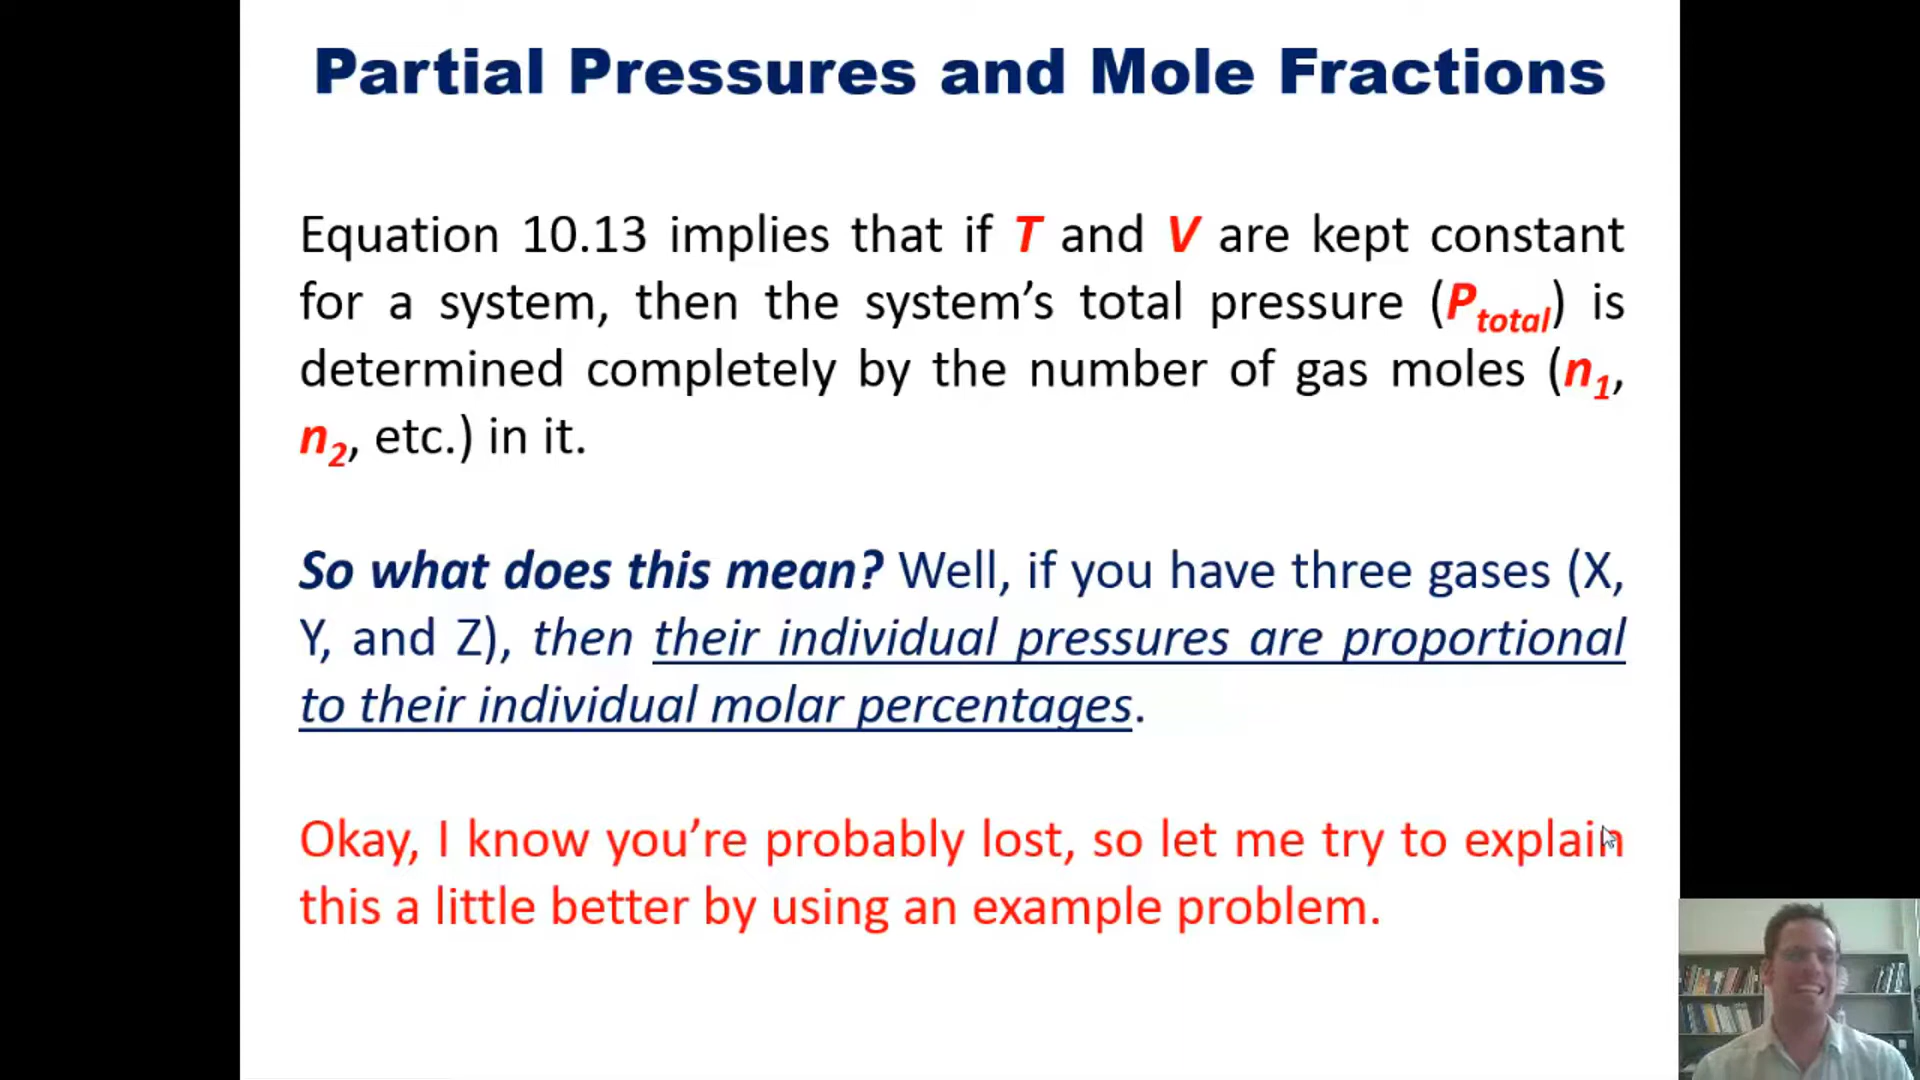 Partial Pressures and Mole Fractions
Equation 10.13 implies that if T and V are kept constant
for a system, then the system’s total pressure (Ptotal) is
determined completely by the number of gas moles (n1,
n2, etc.) in it.
So what does this mean? Well, if you have three gases (X,
Y, and Z), then their individual pressures are proportional
to their individual molar percentages.
Okay, I know you’re probably lost, so let me try to explain
this a little better by using an example problem.